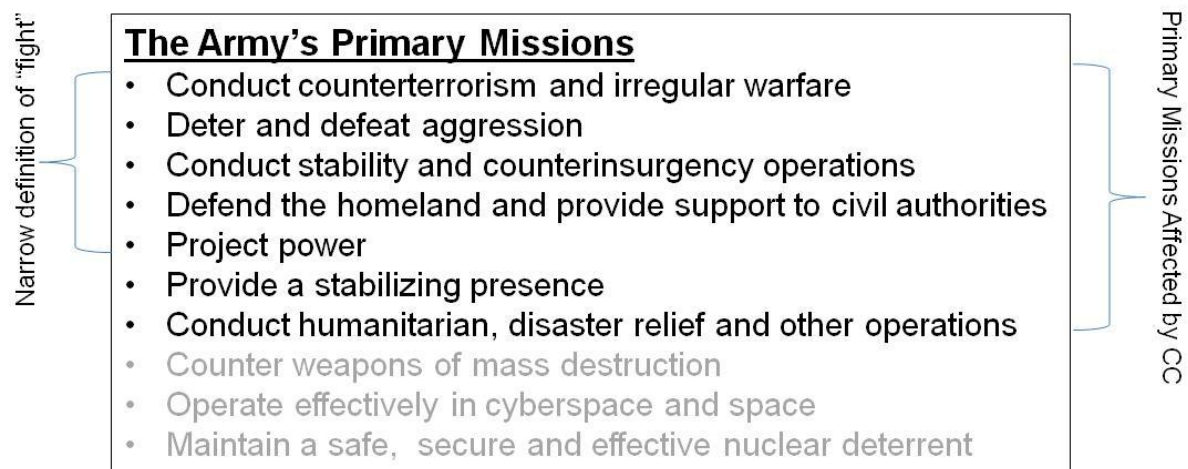 Narrow definition of "fight"
The Army's Primary Missions
• Conduct counterterrorism and irregular warfare
• Deter and defeat aggression
• Conduct stability and counterinsurgency operations
• Defend the homeland and provide support to civil authorities
• Project power
• Provide a stabilizing presence
• Conduct humanitarian, disaster relief and other operations
• Counter weapons of mass destruction
• Operate effectively in cyberspace and space
• Maintain a safe, secure and effective nuclear deterrent
Primary Missions Affected by CC